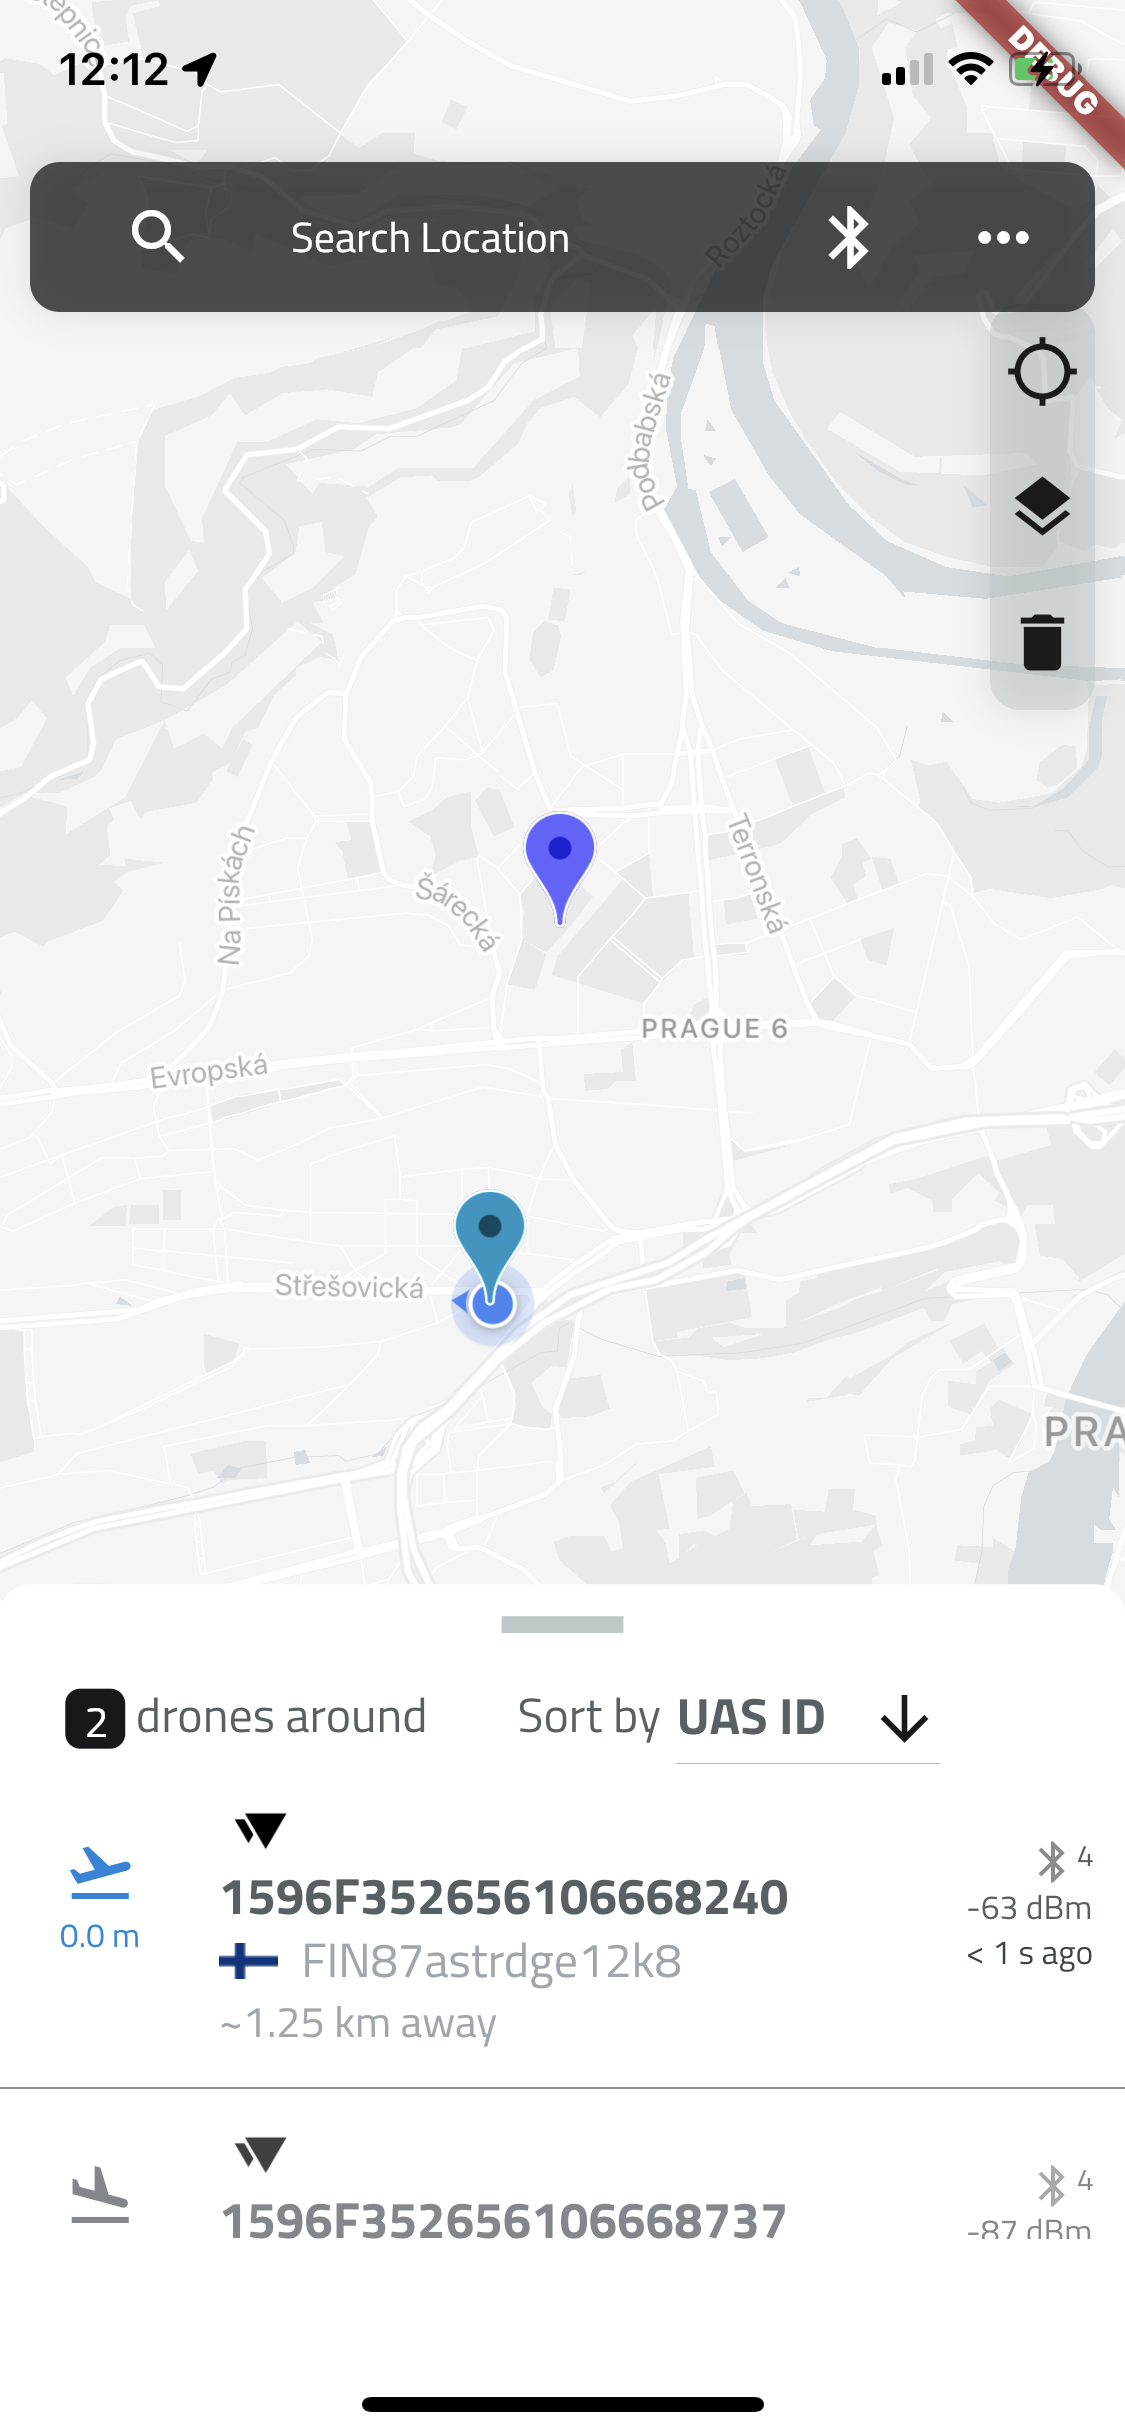 Stepnič
12:12
DEBUG
Search Location
Roztocká
Podbabská
Na Pískách
Šárecká
Terronská
PRAGUE 6
Evropská
Střešovická
PRA
2 drones around Sort by UAS ID
1596F352656106668240
4
-63 dBm
0.0 m
FIN87astrdge12k8
< 1 s ago
~1.25 km away
1596F352656106668737
4
-87 dBm